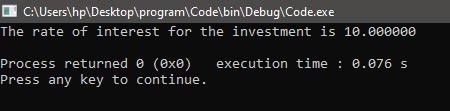 C:\Users\hp\Desktop\program\Code\bin\Debug\Code.exe
The rate of interest for the investment is 10.000000
Process returned 0 (0x0)   execution time : 0.076 s
Press any key to continue.